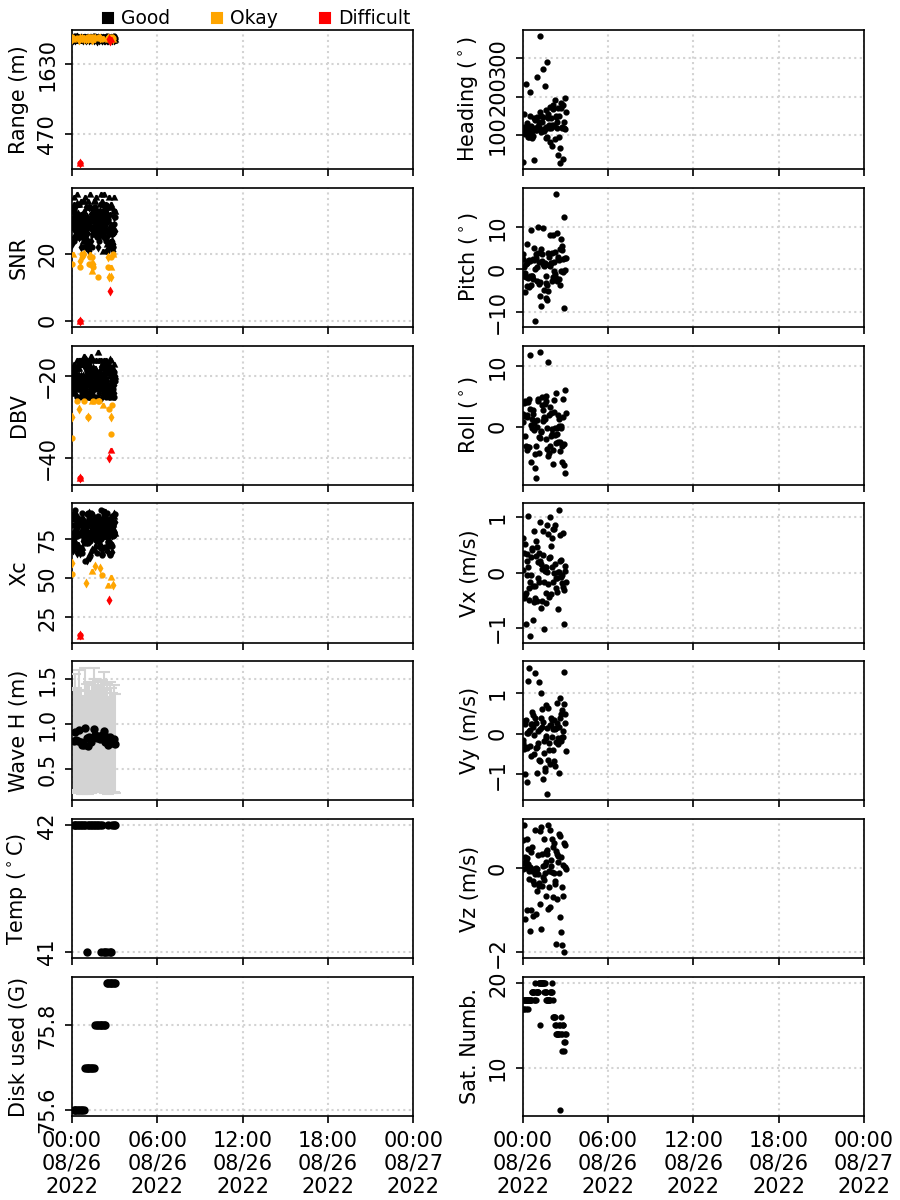 Good Okay Difficult
Range (m)
1630
470
Heading (°)
300
200
100
SNR
20
0
Pitch (°)
10
0
−10
DBV
−20
−40
Roll (°)
10
0
Xc
75
50
25
Vx (m/s)
1
0
−1
Wave H (m)
1.5
1.0
0.5
Vy (m/s)
1
0
−1
Temp (°C)
42
41
Vz (m/s)
0
−2
Disk used (G)
75.8
75.6
Sat. Numb.
20
10
00:00 06:00 12:00 18:00 00:00
08/26 08/26 08/26 08/26 08/27
2022 2022 2022 2022 2022
00:00 06:00 12:00 18:00 00:00
08/26 08/26 08/26 08/26 08/27
2022 2022 2022 2022 2022